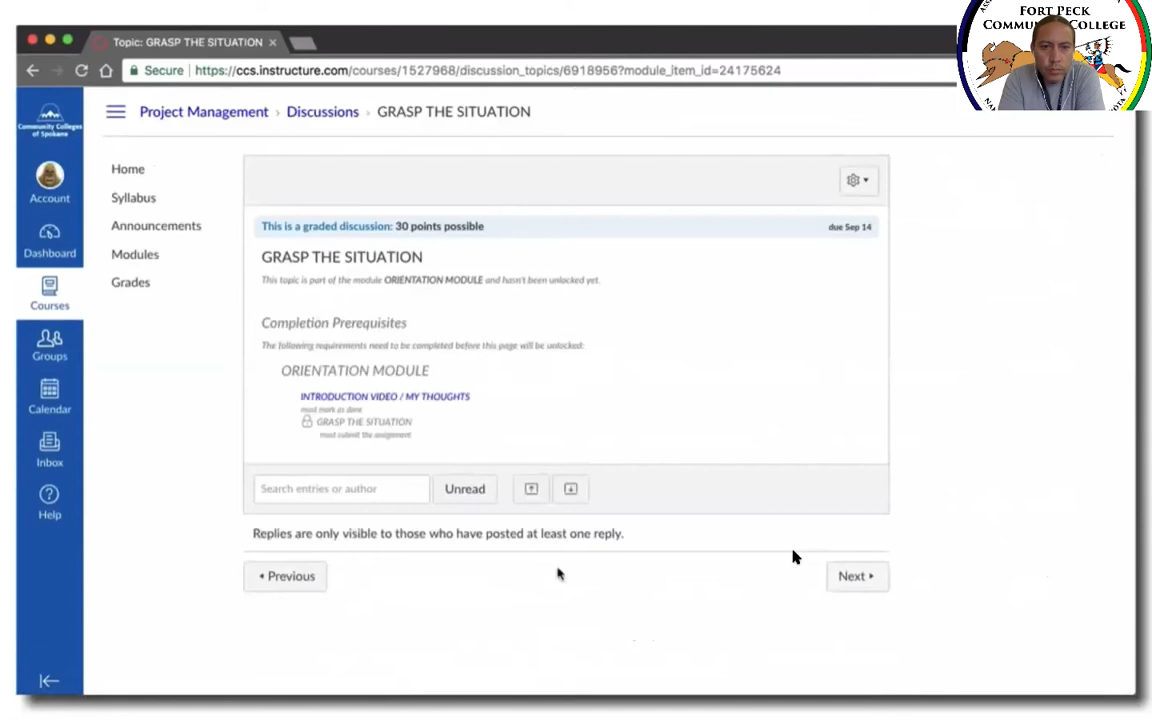 FORT PECK
COMMUNITY COLLEGE
Topic: GRASP THE SITUATION ×
Secure | https://ccs.instructure.com/courses/1527968/discussion_topics/6918956?module_item_id=24175624
Community Colleges
of Spokane
Project Management › Discussions › GRASP THE SITUATION
Account
Dashboard
Courses
Groups
Calendar
Inbox
Help
Home
Syllabus
Announcements
Modules
Grades
This is a graded discussion: 30 points possible
due Sep 14
GRASP THE SITUATION
This topic is part of the module ORIENTATION MODULE and hasn't been unlocked yet.
Completion Prerequisites
The following requirements need to be completed before this page will be unlocked:
ORIENTATION MODULE
INTRODUCTION VIDEO / MY THOUGHTS
must mark as done
GRASP THE SITUATION
must submit the assignment
Search entries or author
Unread
Replies are only visible to those who have posted at least one reply.
Previous
Next